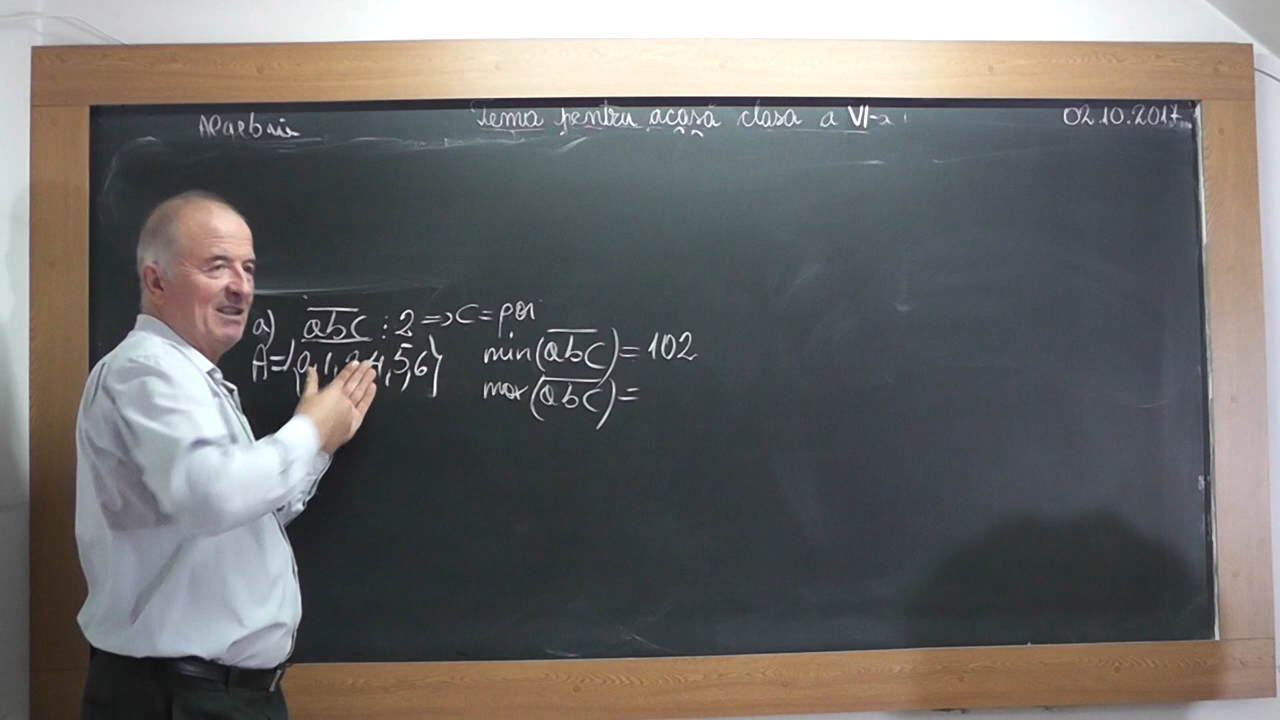 Algebră
Tema pentru acasă clasa a VI-a
02.10.2017
a) abc ⋮ 2 => c = par
A={0,1,2,4,5,6}
min(abc) = 102
max(abc) =